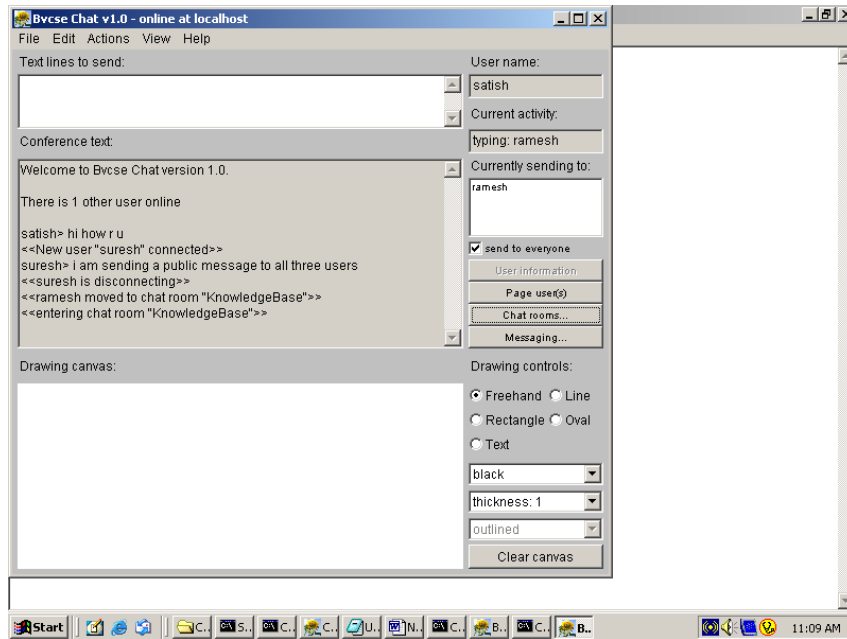 Bvcse Chat v1.0 - online at localhost
File Edit Actions View Help
Text lines to send:
User name:
satish
Current activity:
typing: ramesh
Conference text:
Currently sending to:
ramesh
Welcome to Bvcse Chat version 1.0.
There is 1 other user online
satish> hi how r u
<<New user "suresh" connected>>
suresh> i am sending a public message to all three users
<<suresh is disconnecting>>
<<ramesh moved to chat room "KnowledgeBase">>
<<entering chat room "KnowledgeBase">>
send to everyone
User information
Page user(s)
Chat rooms...
Messaging...
Drawing canvas:
Drawing controls:
Freehand Line
Rectangle Oval
Text
black
thickness: 1
outlined
Clear canvas
Start C.. S.. C.. C.. U.. N.. C.. B.. C.. B.. 11:09 AM